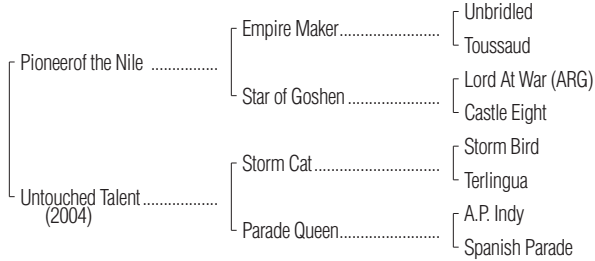 Unbridled
Empire Maker......................
Toussaud
Pioneerof the Nile ................
Lord At War (ARG)
Star of Goshen.....................
Castle Eight
Storm Bird
Storm Cat............................
Terlingua
Untouched Talent..................
(2004)
A.P. Indy
Parade Queen......................
Spanish Parade